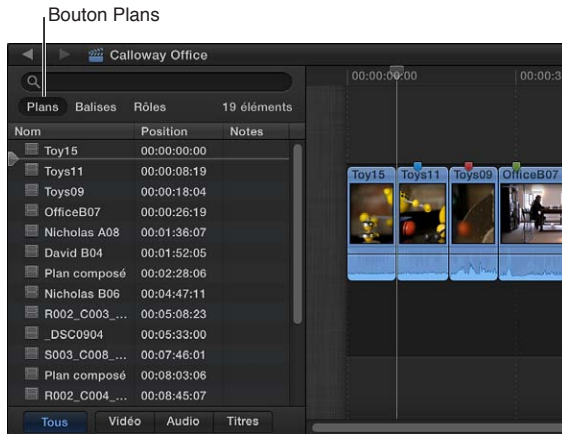 Bouton Plans
Calloway Office
00:00:00:00
00:00:3
Plans Balises Rôles 19 éléments
Nom Position Notes
Toy15 00:00:00:00
Toys11 00:00:08:19
Toys09 00:00:18:04
OfficeB07 00:00:26:19
Nicholas A08 00:01:36:07
David B04 00:01:52:05
Plan composé 00:02:28:06
Nicholas B06 00:04:47:11
R002_C003_... 00:05:08:23
_DSC0904 00:05:33:00
S003_C008_... 00:07:46:01
Plan composé 00:08:03:06
R002_C004_... 00:08:45:07
Tous Vidéo Audio Titres
Toy15 Toys11 Toys09 OfficeB07